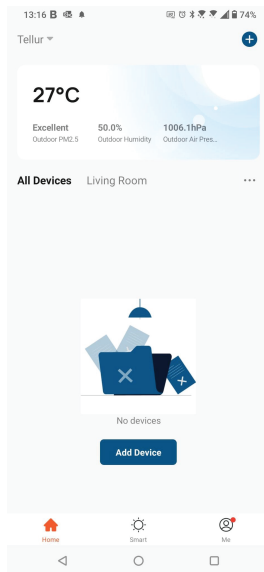 13:16 B 74%
Tellur
27°C
Excellent 50.0% 1006.1hPa
Outdoor PM2.5 Outdoor Humidity Outdoor Air Pres...
All Devices Living Room ...
No devices
Add Device
Home Smart Me